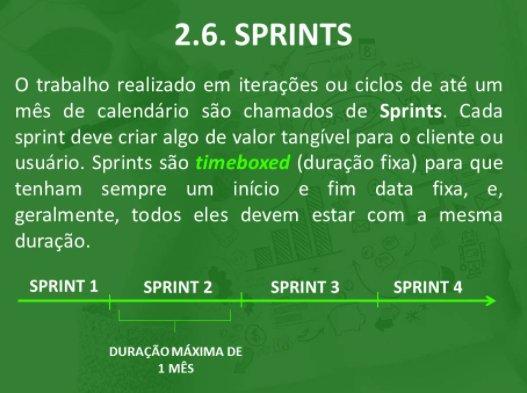 2.6. SPRINTS
O trabalho realizado em iterações ou ciclos de até um
mês de calendário são chamados de Sprints. Cada
sprint deve criar algo de valor tangível para o cliente ou
usuário. Sprints são timeboxed (duração fixa) para que
tenham sempre um início e fim data fixa, e,
geralmente, todos eles devem estar com a mesma
duração.
SPRINT 1 SPRINT 2 SPRINT 3 SPRINT 4
DURAÇÃO MÁXIMA DE
1 MÊS